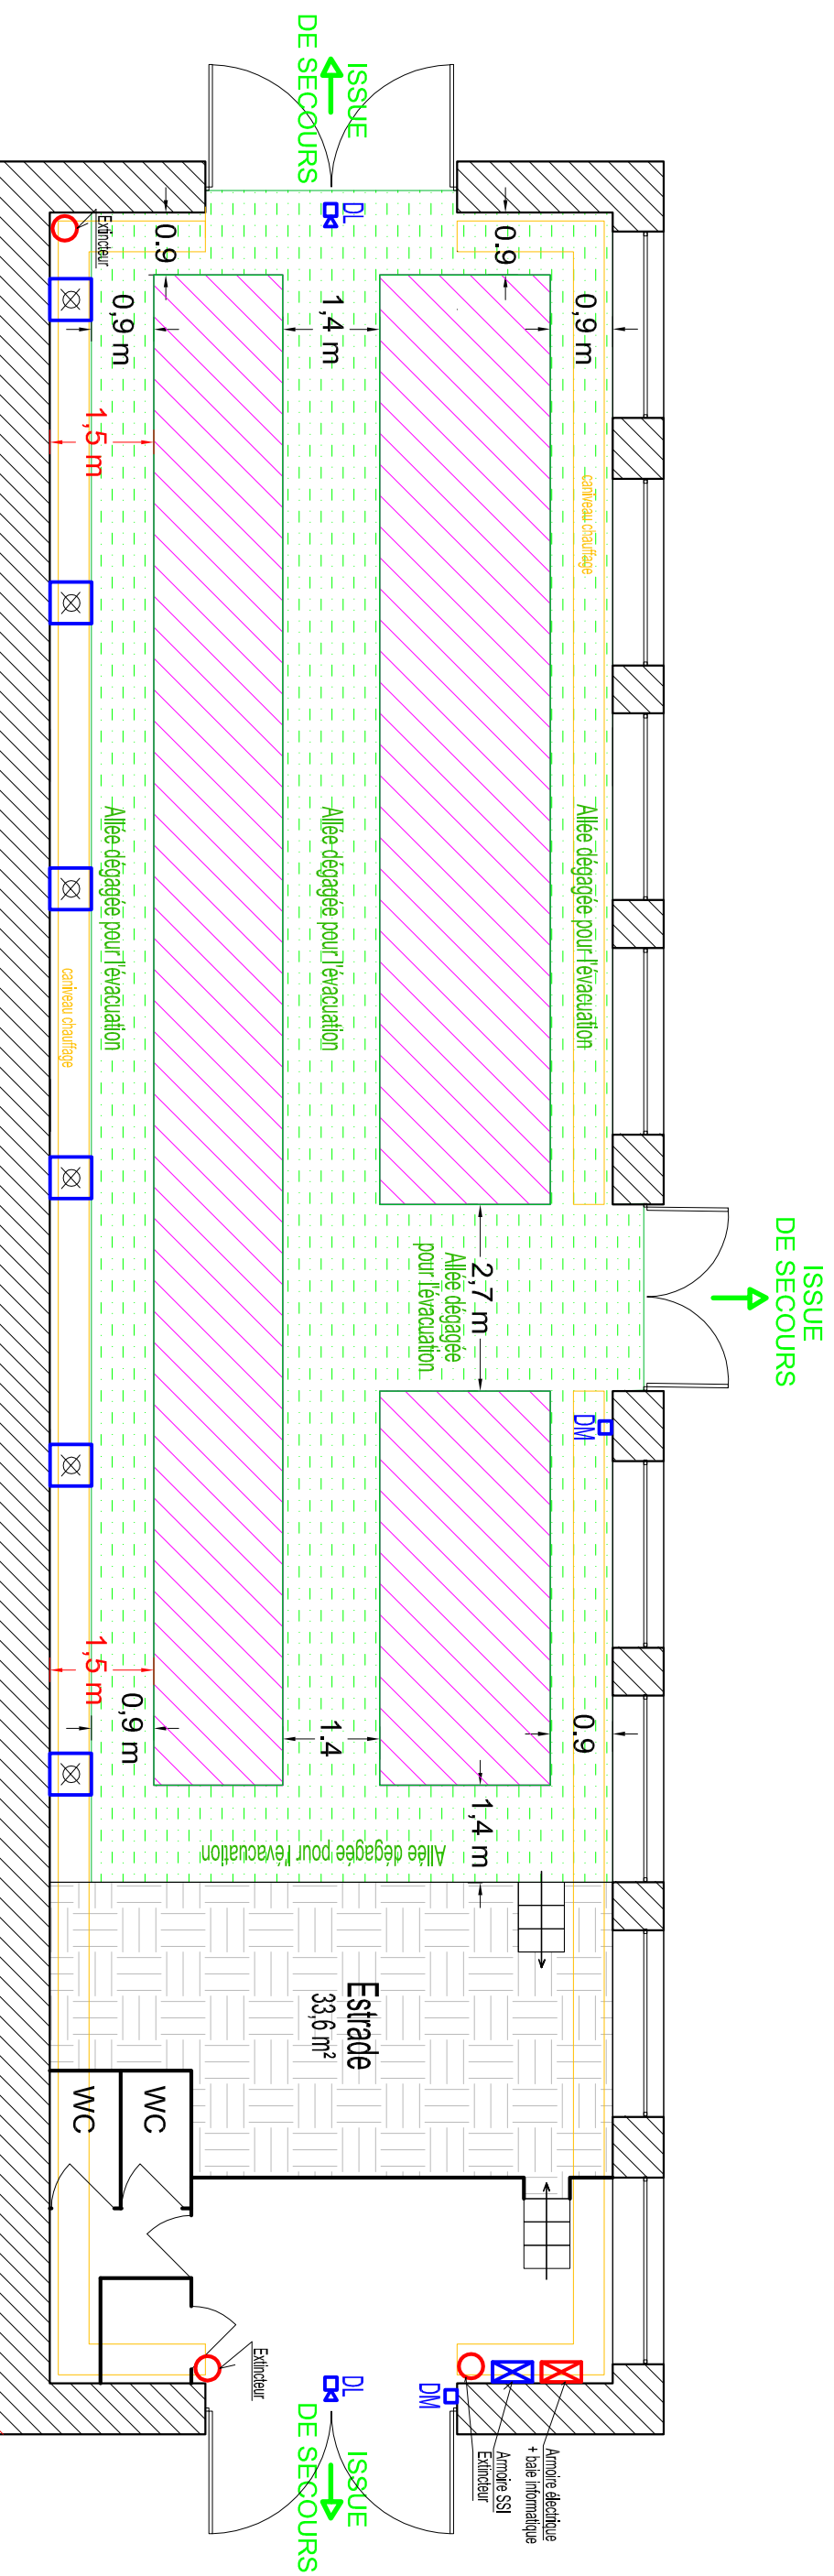 ISSUE
DE SECOURS
DL
Extincteur
0.9
0.9
0,9 m
1,4 m
0,9 m
1,5 m
caniveau chauffage
Allée dégagée pour l'évacuation
Allée dégagée pour l'évacuation
Allée dégagée pour l'évacuation
caniveau chauffage
2,7 m
Allée dégagée
pour l'évacuation
ISSUE
DE SECOURS
DM
1,5 m
0,9 m
1.4
0.9
1,4 m
Allée dégagée pour l'évacuation
Estrade
33,6 m²
WC
WC
Extincteur
DL
DM
Armoire électrique
+ baie informatique
Armoire SSI
Extincteur
ISSUE
DE SECOURS